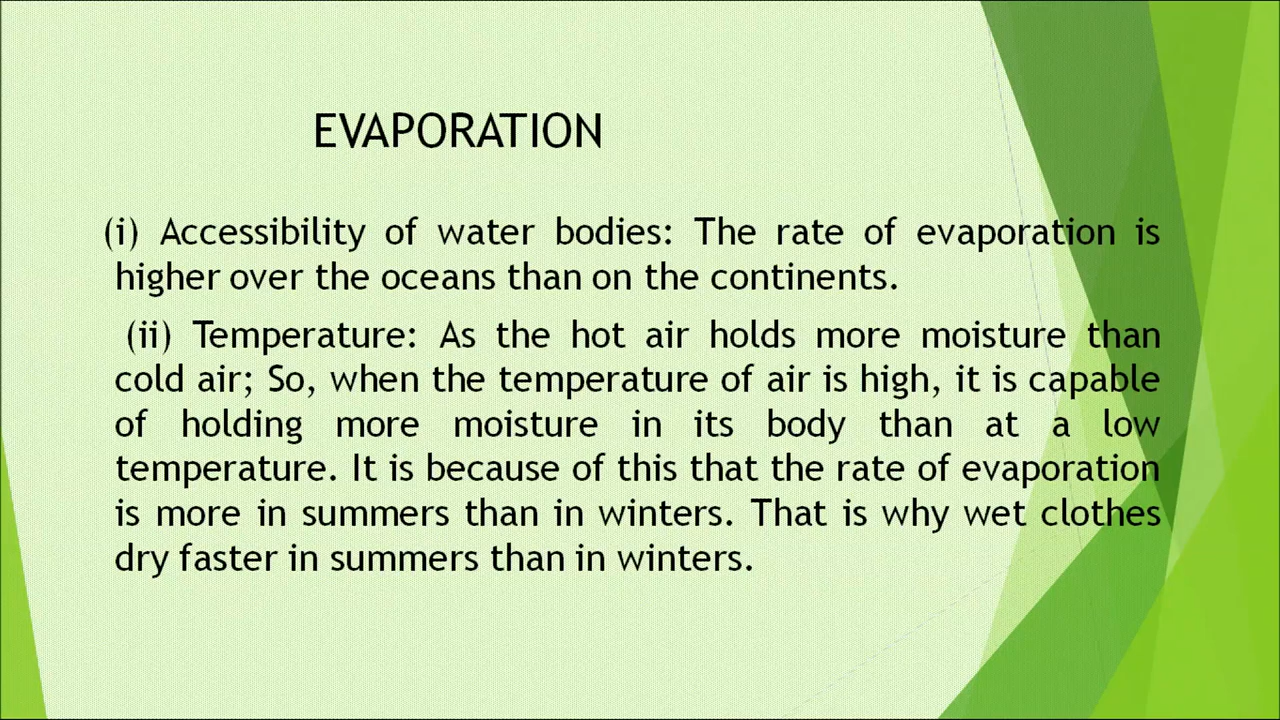 EVAPORATION
(i) Accessibility of water bodies: The rate of evaporation is
higher over the oceans than on the continents.
(ii) Temperature: As the hot air holds more moisture than
cold air; So, when the temperature of air is high, it is capable
of holding more moisture in its body than at a low
temperature. It is because of this that the rate of evaporation
is more in summers than in winters. That is why wet clothes
dry faster in summers than in winters.